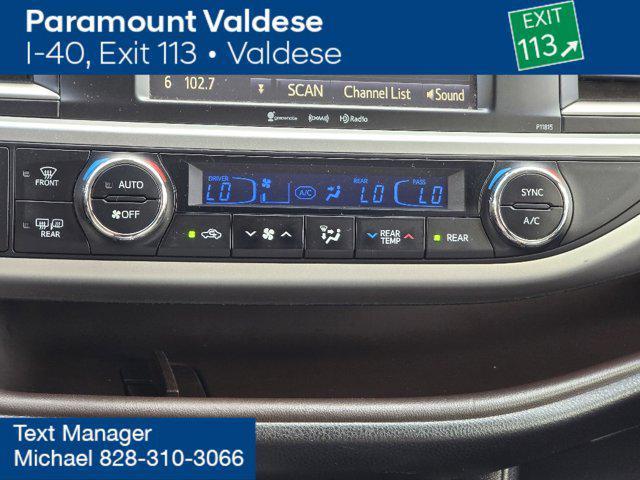 Paramount Valdese
I-40, Exit 113 • Valdese
EXIT
113
6 102.7
SCAN
Channel List
Sound
HD Radio
P11815
FRONT
AUTO
OFF
REAR
DRIVER
LO
A/C
REAR
LO
PASS
LO
SYNC
A/C
REAR
TEMP
REAR
Text Manager
Michael 828-310-3066